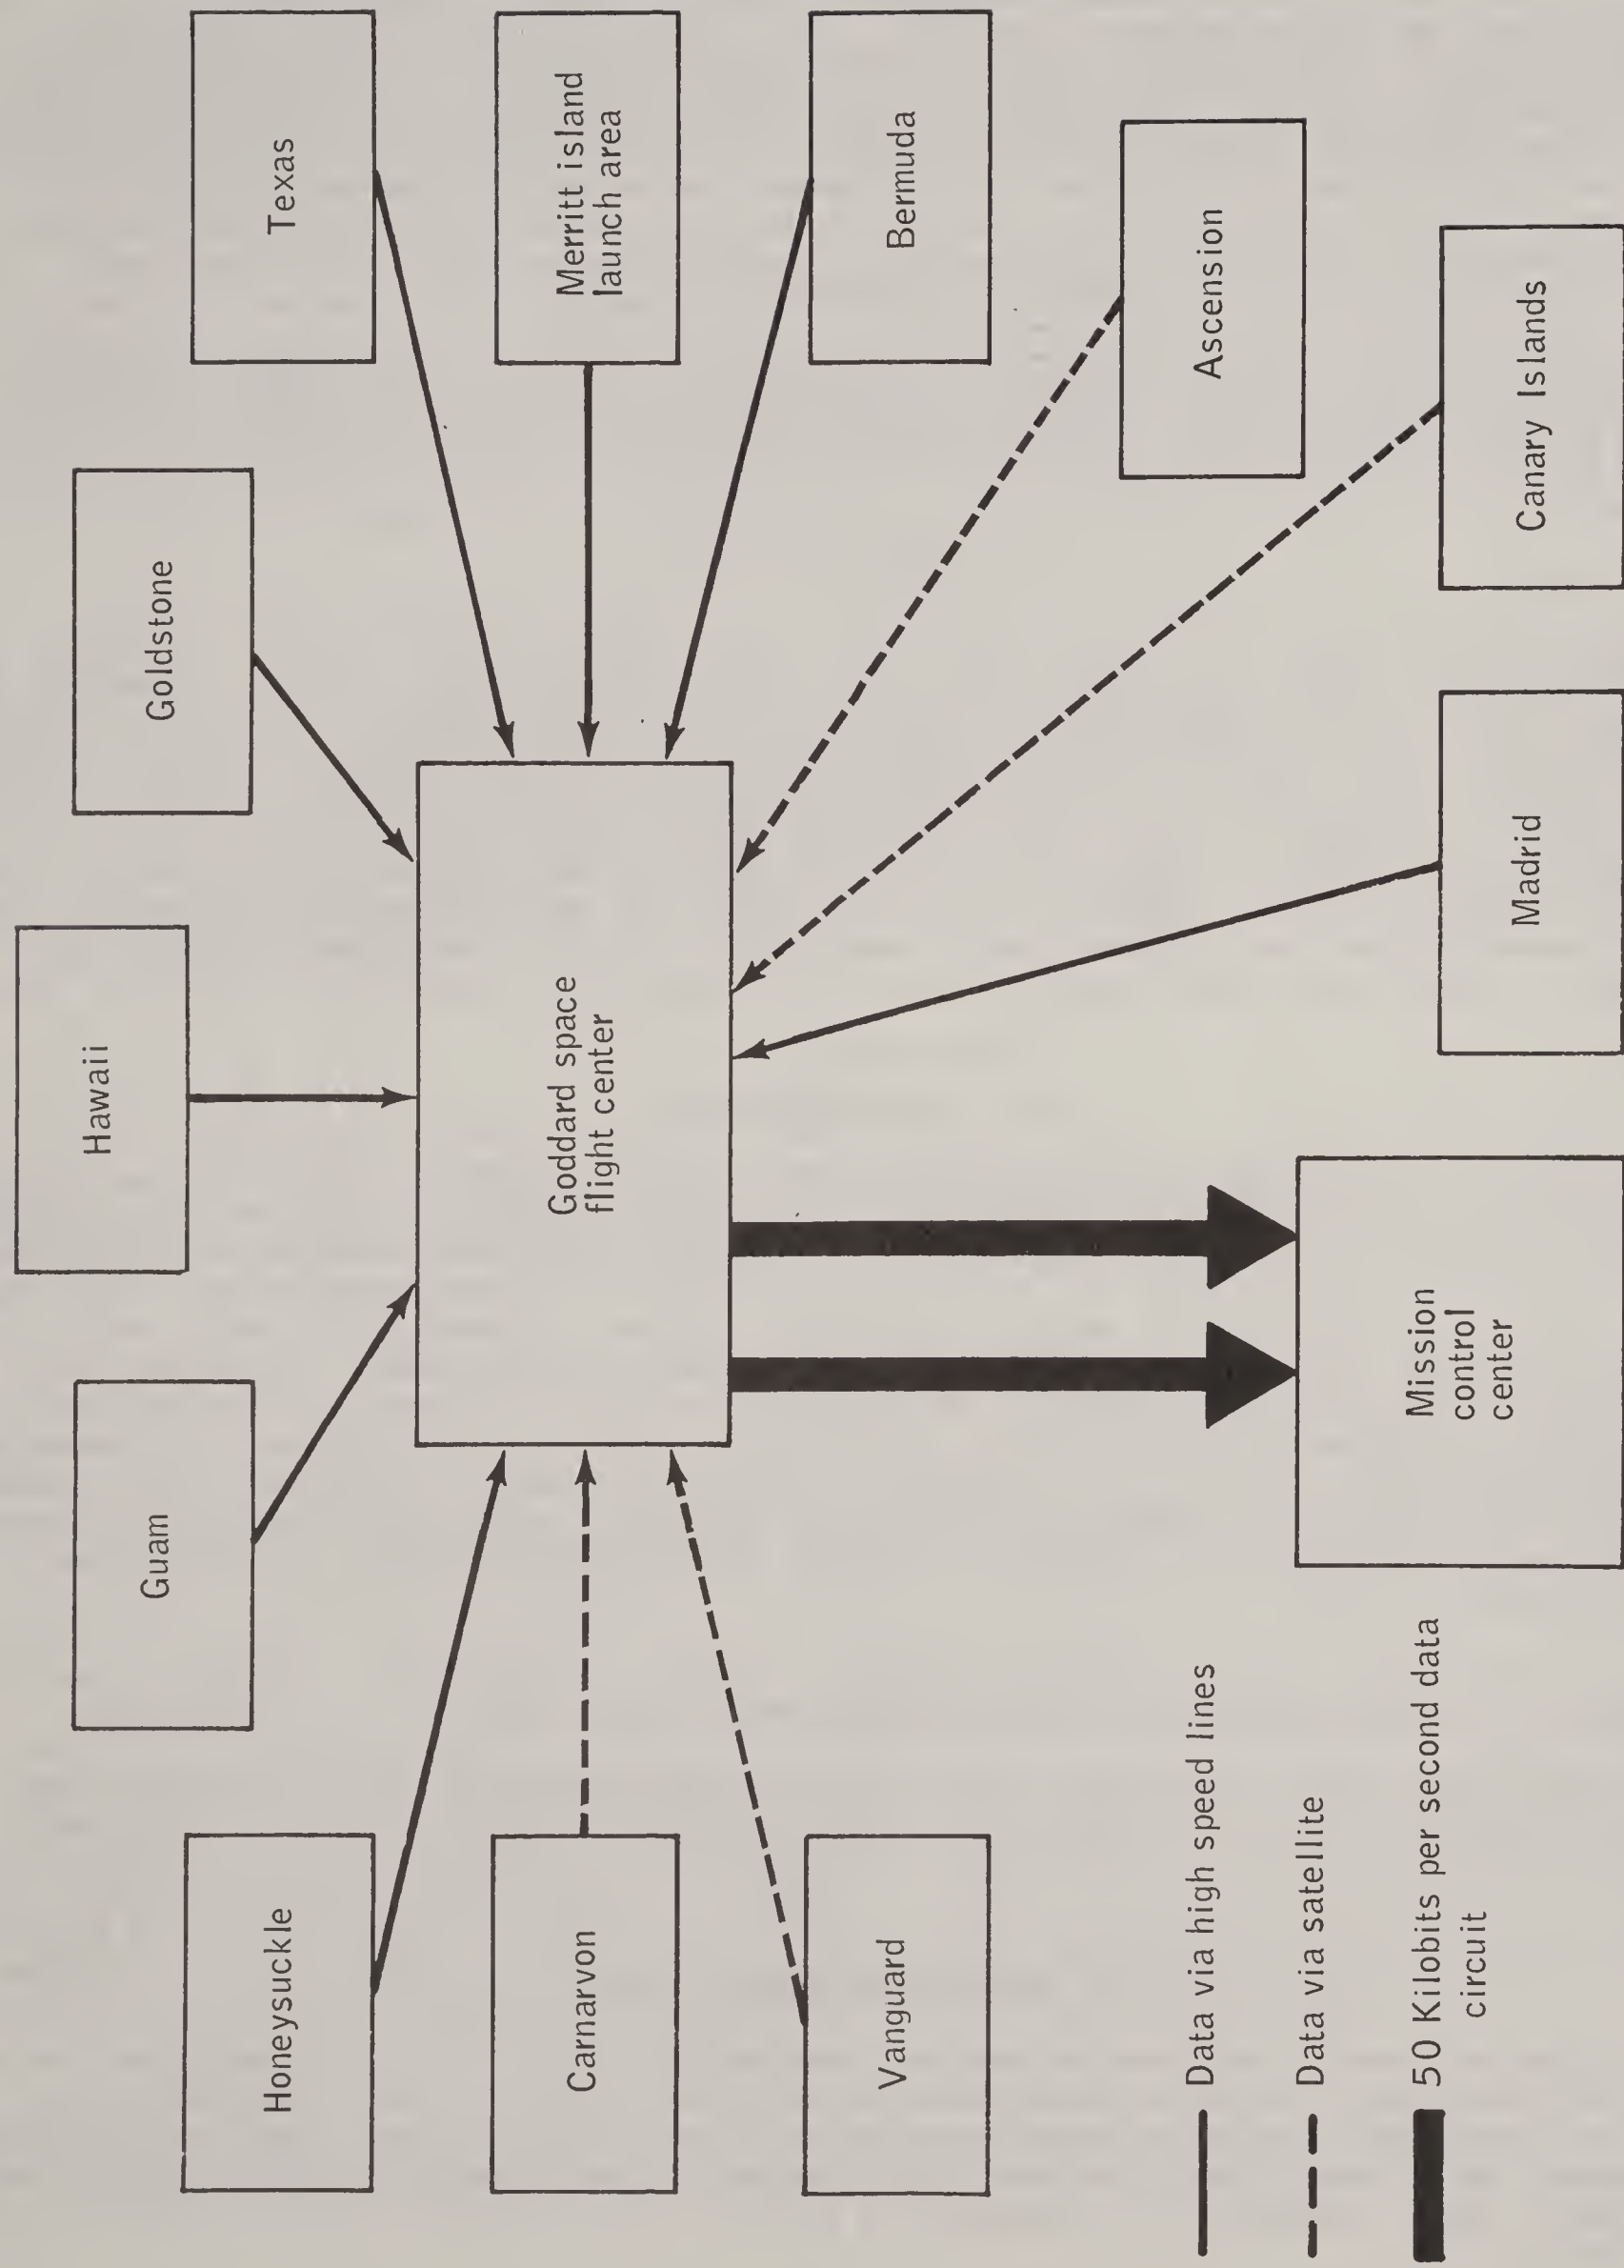 Hawaii
Guam
Goldstone
Honeysuckle
Texas
Carnarvon
Goddard space
flight center
Merritt island
launch area
Vanguard
Bermuda
Ascension
Mission
control
center
Madrid
Canary Islands
Data via high speed lines
Data via satellite
50 Kilobits per second data
circuit